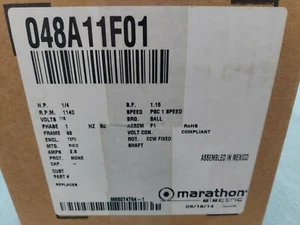 048A11F01
H.P. 1/4 S.F. 1.15
R.P.M. 1140 SPEED PSC 1 SPEED
VOLTS 115 BRG. BALL
PHASE 1 HZ 60 ASSEM F1 RoHS
FRAME 48 VOLT CON. COMPLIANT
ENCL. ROT. CCW FIXED
MTG. SHAFT
AMPS 3.8
PROT. NONE ASSEMBLED IN MEXICO
CAP. --/--
CUST
PART #
REPLACES marathon
electric